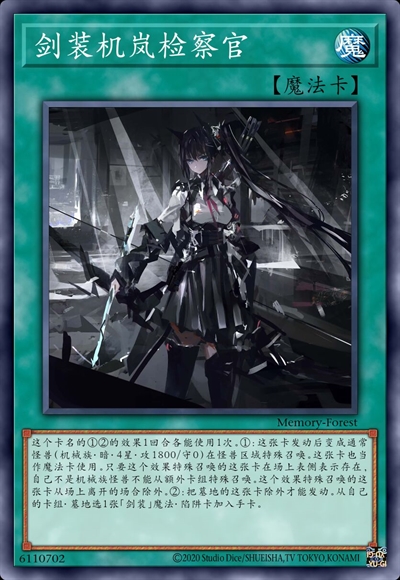 剑装机岚检察官
魔
【魔法卡】
Memory-Forest
这个卡名的①②的效果1回合各能使用1次。①:这张卡发动后变成通常
怪兽(机械族·暗·4星·攻1800/守0)在怪兽区域特殊召唤。这张卡也当
作魔法卡使用。只要这个效果特殊召唤的这张卡在场上表侧表示存在,
自己不是机械族怪兽不能从额外卡组特殊召唤。这个效果特殊召唤的这
张卡从场上离开的场合除外。②:把墓地的这张卡除外才能发动。从自己
的卡组·墓地选1张「剑装」魔法·陷阱卡加入手卡。
6110702
©2020 Studio Dice/SHUEISHA,TV TOKYO,KONAMI